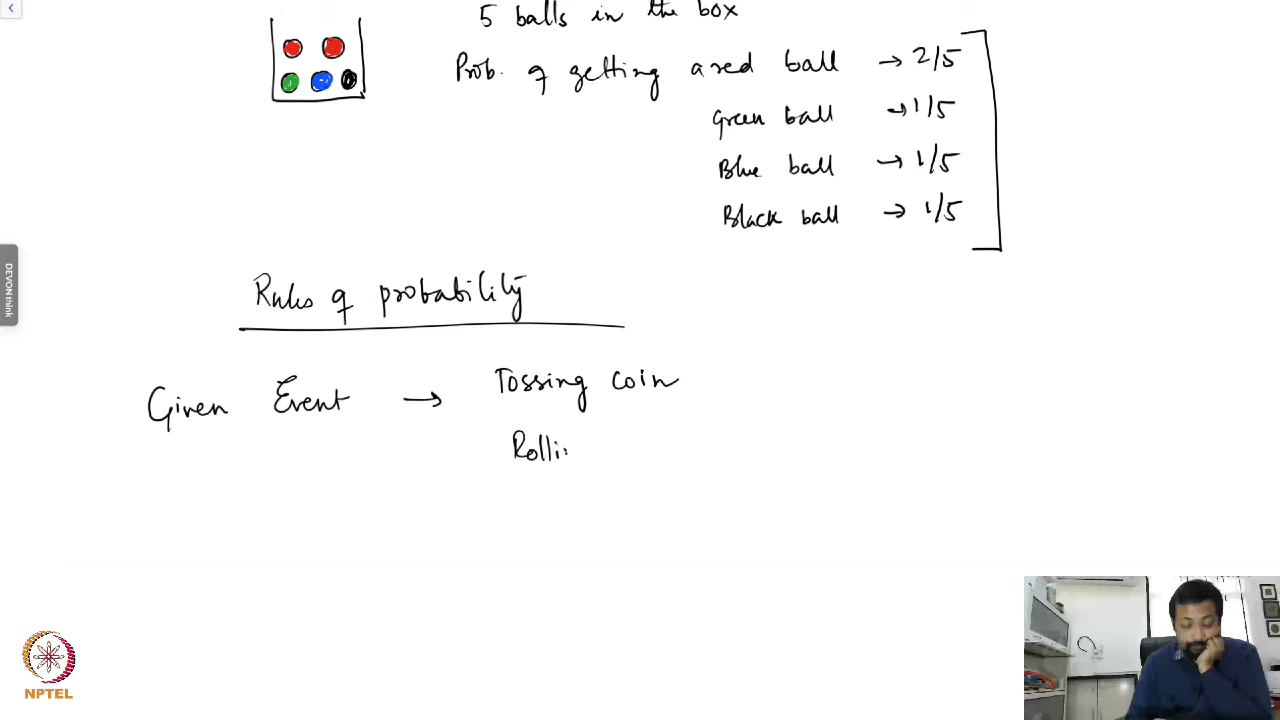 5 balls in the box
Prob. of getting a red ball → 2/5
Green ball → 1/5
Blue ball → 1/5
Black ball → 1/5
Rules of probability
Given Event → Tossing coin
Rolli
DEVONthink
NPTEL